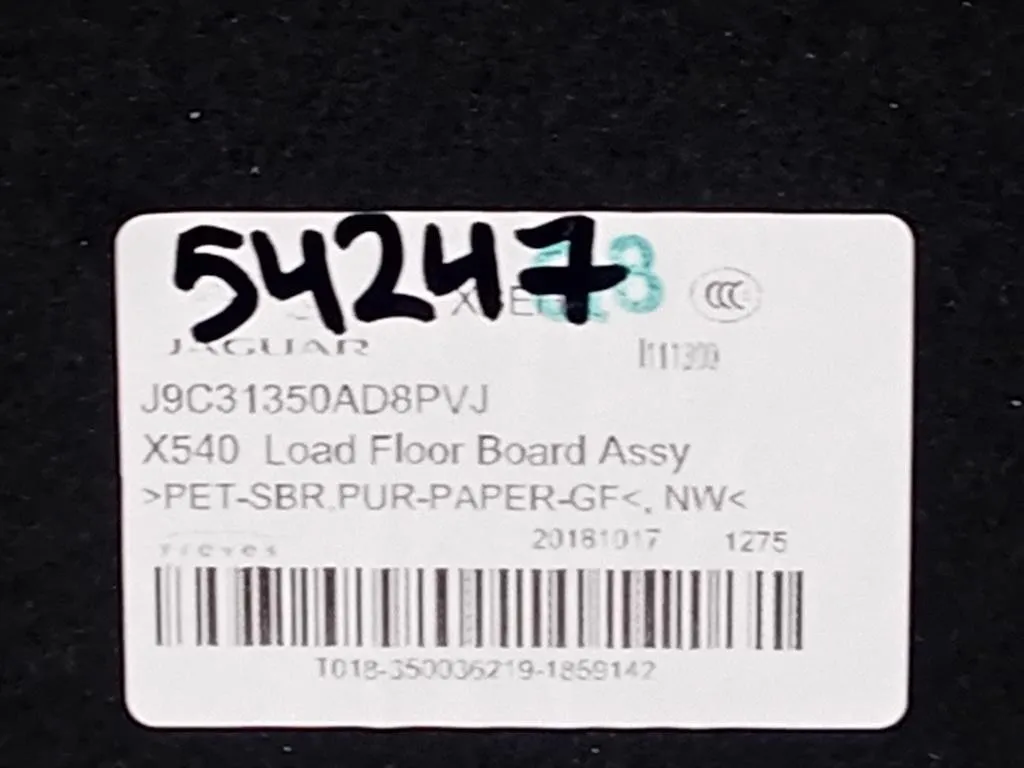 54247
JAGUAR
J9C31350AD8PVJ
X540 Load Floor Board Assy
>PET-SBR,PUR-PAPER-GF<, NW<
treves 20181017 1275
T018-350036219-1859142